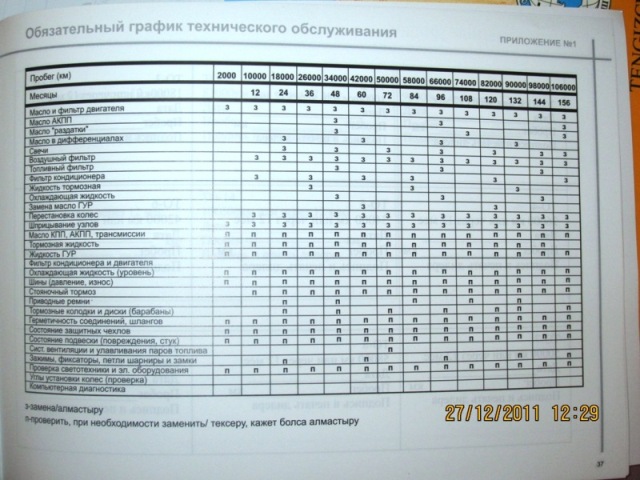 Обязательный график технического обслуживания
ПРИЛОЖЕНИЕ №1
TENGIZ
Пробег (км) 2000 10000 18000 26000 34000 42000 50000 58000 66000 74000 82000 90000 98000 106000
Месяцы 12 24 36 48 60 72 84 96 108 120 132 144 156
Масло и фильтр двигателя з з з з з з з з з з з з з з
Масло АКПП з з з
Масло "раздатки" з з з
Масло в дифференциалах з з з з
Свечи з з з з з з
Воздушный фильтр з з з з з з з з з з з з з
Топливный фильтр з з з
Фильтр кондиционера з з з з з з
Жидкость тормозная з з з
Охлаждающая жидкость з з з
Замена масло ГУР з з
Перестановка колес з з з з з з з з з з з з з
Шприцывание узлов з з з з з з з з з з з з з з
Масло КПП, АКПП, трансмиссии п п п п п п п п п п п п п п
Тормозная жидкость п п п п п п п п п п п п п п
Жидкость ГУР п п п п п п п п п п п п п п
Фильтр кондиционера и двигателя
Охлаждающая жидкость (уровень) п п п п п п п п п п п п п п
Шины (давление, износ) п п п п п п п п п п п п п п
Стояночный тормоз п п п п п п п п п п п п п
Приводные ремни п п п п п п
Тормозные колодки и диски (барабаны) п п п п п п
Герметичность соединений, шлангов п п п п п п п п п п п п п п
Состояние защитных чехлов п п п п п п п п п п п п п п
Состояние подвески (повреждения, стук) п п п п п п п п п п п п п п
Сист. вентиляции и улавливания паров топлива п
Зажимы, фиксаторы, петли шарниры и замки п п п п п п
Проверка светотехники и эл. оборудования п п п п п п п п п п п п п п
Углы установки колес (проверка)
Компьютерная диагностика
з-замена/алмастыру
п-проверить, при необходимости заменить/ тексеру, кажет болса алмастыру
27/12/2011 12:29
37